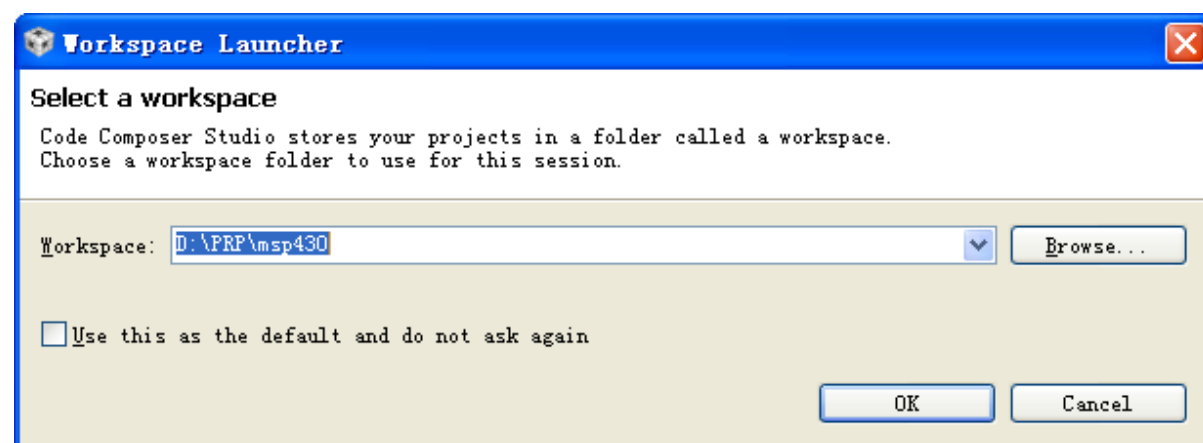 Workspace Launcher
Select a workspace
Code Composer Studio stores your projects in a folder called a workspace.
Choose a workspace folder to use for this session.
Workspace: D:\PRP\msp430 Browse...
Use this as the default and do not ask again
OK Cancel